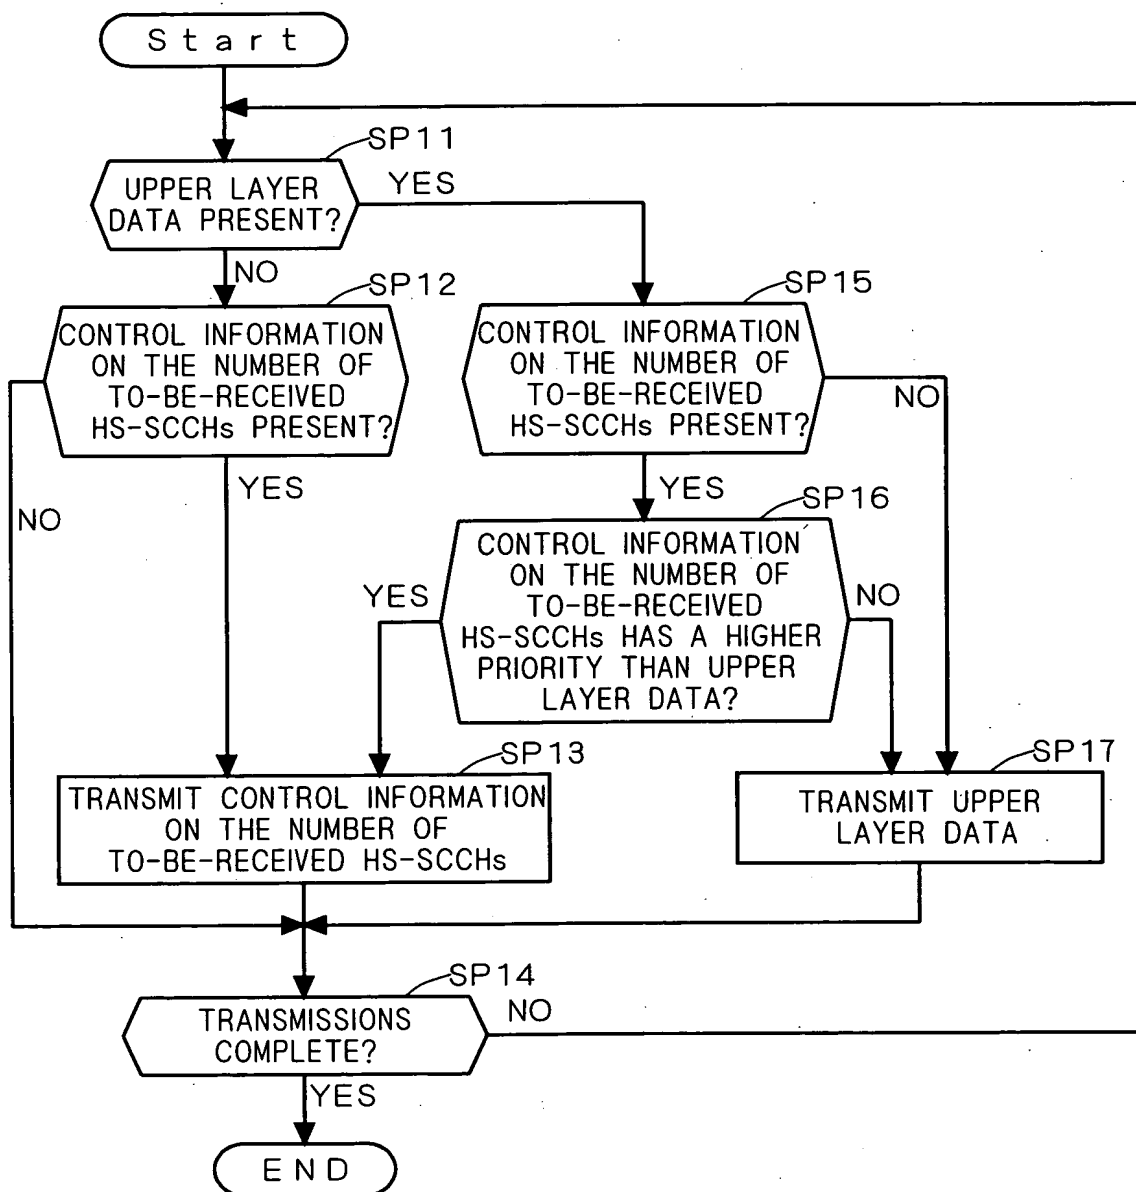 Start
SP11
UPPER LAYER
DATA PRESENT?
YES
NO
SP12
CONTROL INFORMATION
ON THE NUMBER OF
TO-BE-RECEIVED
HS-SCCHs PRESENT?
SP15
CONTROL INFORMATION
ON THE NUMBER OF
TO-BE-RECEIVED
HS-SCCHs PRESENT?
NO
YES
NO
YES
SP16
CONTROL INFORMATION
ON THE NUMBER OF
TO-BE-RECEIVED
HS-SCCHs HAS A HIGHER
PRIORITY THAN UPPER
LAYER DATA?
YES
NO
SP13
TRANSMIT CONTROL INFORMATION
ON THE NUMBER OF
TO-BE-RECEIVED HS-SCCHs
SP17
TRANSMIT UPPER
LAYER DATA
SP14
TRANSMISSIONS
COMPLETE?
NO
YES
END